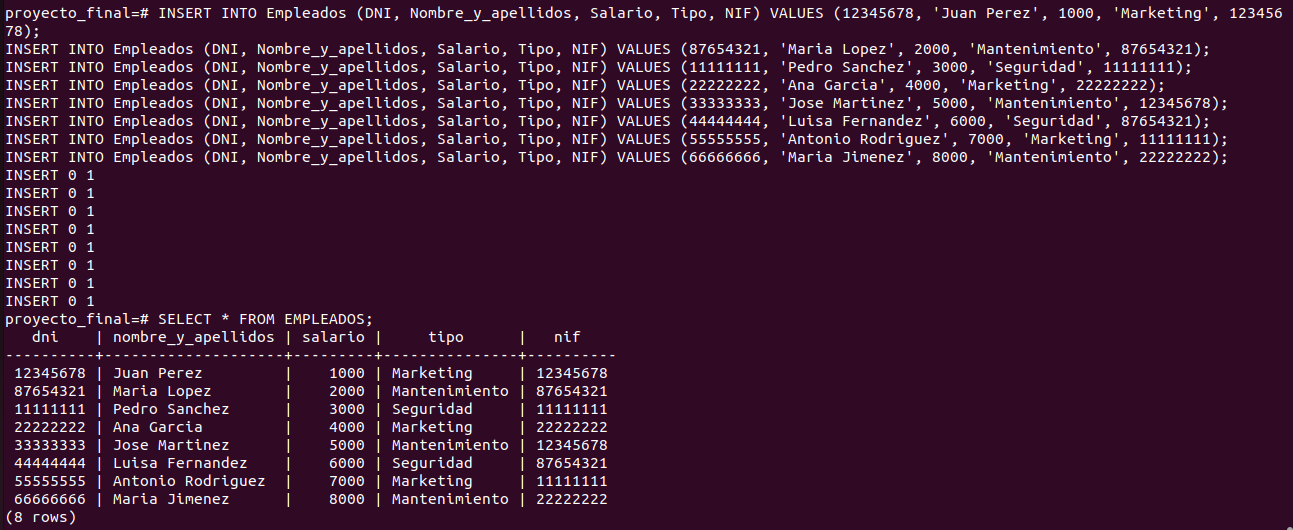 proyecto_final=# INSERT INTO Empleados (DNI, Nombre_y_apellidos, Salario, Tipo, NIF) VALUES (12345678, 'Juan Perez', 1000, 'Marketing', 123456
78);
INSERT INTO Empleados (DNI, Nombre_y_apellidos, Salario, Tipo, NIF) VALUES (87654321, 'Maria Lopez', 2000, 'Mantenimiento', 87654321);
INSERT INTO Empleados (DNI, Nombre_y_apellidos, Salario, Tipo, NIF) VALUES (11111111, 'Pedro Sanchez', 3000, 'Seguridad', 11111111);
INSERT INTO Empleados (DNI, Nombre_y_apellidos, Salario, Tipo, NIF) VALUES (22222222, 'Ana Garcia', 4000, 'Marketing', 22222222);
INSERT INTO Empleados (DNI, Nombre_y_apellidos, Salario, Tipo, NIF) VALUES (33333333, 'Jose Martinez', 5000, 'Mantenimiento', 12345678);
INSERT INTO Empleados (DNI, Nombre_y_apellidos, Salario, Tipo, NIF) VALUES (44444444, 'Luisa Fernandez', 6000, 'Seguridad', 87654321);
INSERT INTO Empleados (DNI, Nombre_y_apellidos, Salario, Tipo, NIF) VALUES (55555555, 'Antonio Rodriguez', 7000, 'Marketing', 11111111);
INSERT INTO Empleados (DNI, Nombre_y_apellidos, Salario, Tipo, NIF) VALUES (66666666, 'Maria Jimenez', 8000, 'Mantenimiento', 22222222);
INSERT 0 1
INSERT 0 1
INSERT 0 1
INSERT 0 1
INSERT 0 1
INSERT 0 1
INSERT 0 1
INSERT 0 1
proyecto_final=# SELECT * FROM EMPLEADOS;
   dni    | nombre_y_apellidos | salario |     tipo      |   nif
----------+--------------------+---------+---------------+----------
 12345678 | Juan Perez         |    1000 | Marketing     | 12345678
 87654321 | Maria Lopez        |    2000 | Mantenimiento | 87654321
 11111111 | Pedro Sanchez      |    3000 | Seguridad     | 11111111
 22222222 | Ana Garcia         |    4000 | Marketing     | 22222222
 33333333 | Jose Martinez      |    5000 | Mantenimiento | 12345678
 44444444 | Luisa Fernandez    |    6000 | Seguridad     | 87654321
 55555555 | Antonio Rodriguez  |    7000 | Marketing     | 11111111
 66666666 | Maria Jimenez      |    8000 | Mantenimiento | 22222222
(8 rows)